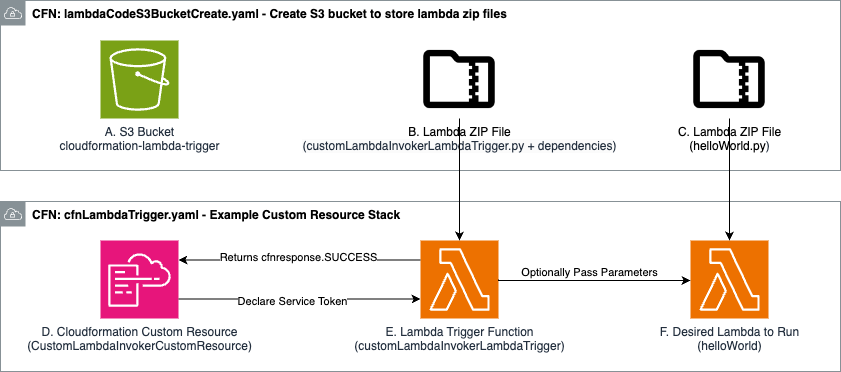 CFN: lambdaCodeS3BucketCreate.yaml - Create S3 bucket to store lambda zip files
A. S3 Bucket
cloudformation-lambda-trigger
B. Lambda ZIP File
(customLambdaInvokerLambdaTrigger.py + dependencies)
C. Lambda ZIP File
(helloWorld.py)
CFN: cfnLambdaTrigger.yaml - Example Custom Resource Stack
Returns cfnresponse.SUCCESS
Declare Service Token
Optionally Pass Parameters
D. Cloudformation Custom Resource
(CustomLambdaInvokerCustomResource)
E. Lambda Trigger Function
(customLambdaInvokerLambdaTrigger)
F. Desired Lambda to Run
(helloWorld)